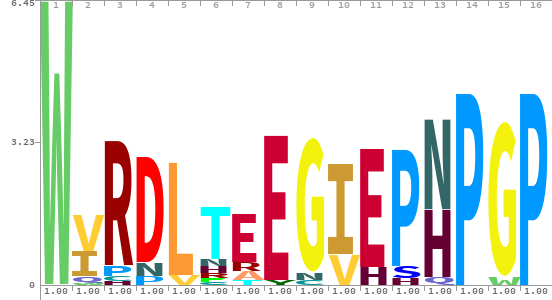 6.45 1 2 3 4 5 6 7 8 9 10 11 12 13 14 15 16
W V R D L T E E G I E P N P G P
I P N V N R Y N V H S H W
3.23
0
1.00 1.00 1.00 1.00 1.00 1.00 1.00 1.00 1.00 1.00 1.00 1.00 1.00 1.00 1.00 1.00